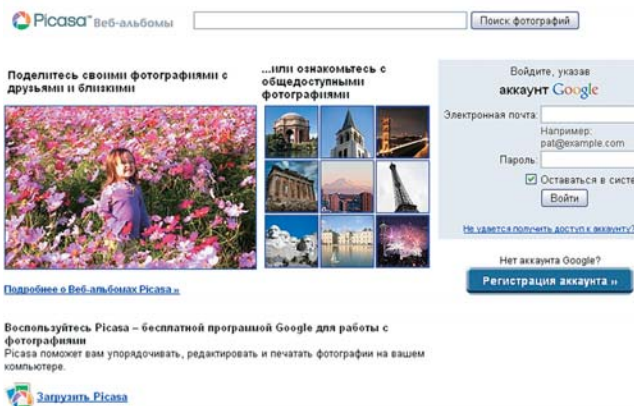 Picasa™ Веб-альбомы
Поиск фотографий
Поделитесь своими фотографиями с
друзьями и близкими
...или ознакомьтесь с
общедоступными
фотографиями
Подробнее о Веб-альбомах Picasa »
Войдите, указав
аккаунт Google
Электронная почта:
Например:
pat@example.com
Пароль:
Оставаться в систе
Войти
Не удается получить доступ к аккаунту?
Нет аккаунта Google?
Регистрация аккаунта »
Воспользуйтесь Picasa – бесплатной программой Google для работы с
фотографиями
Picasa поможет вам упорядочивать, редактировать и печатать фотографии на вашем
компьютере.
Загрузить Picasa